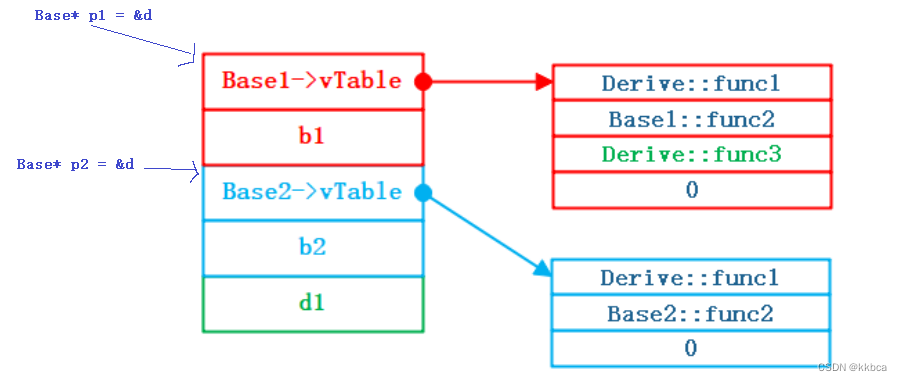 Base* p1 = &d
Base1->vTable
b1
Base* p2 = &d
Base2->vTable
b2
d1
Derive::func1
Base1::func2
Derive::func3
0
Derive::func1
Base2::func2
0
CSDN @kkbca